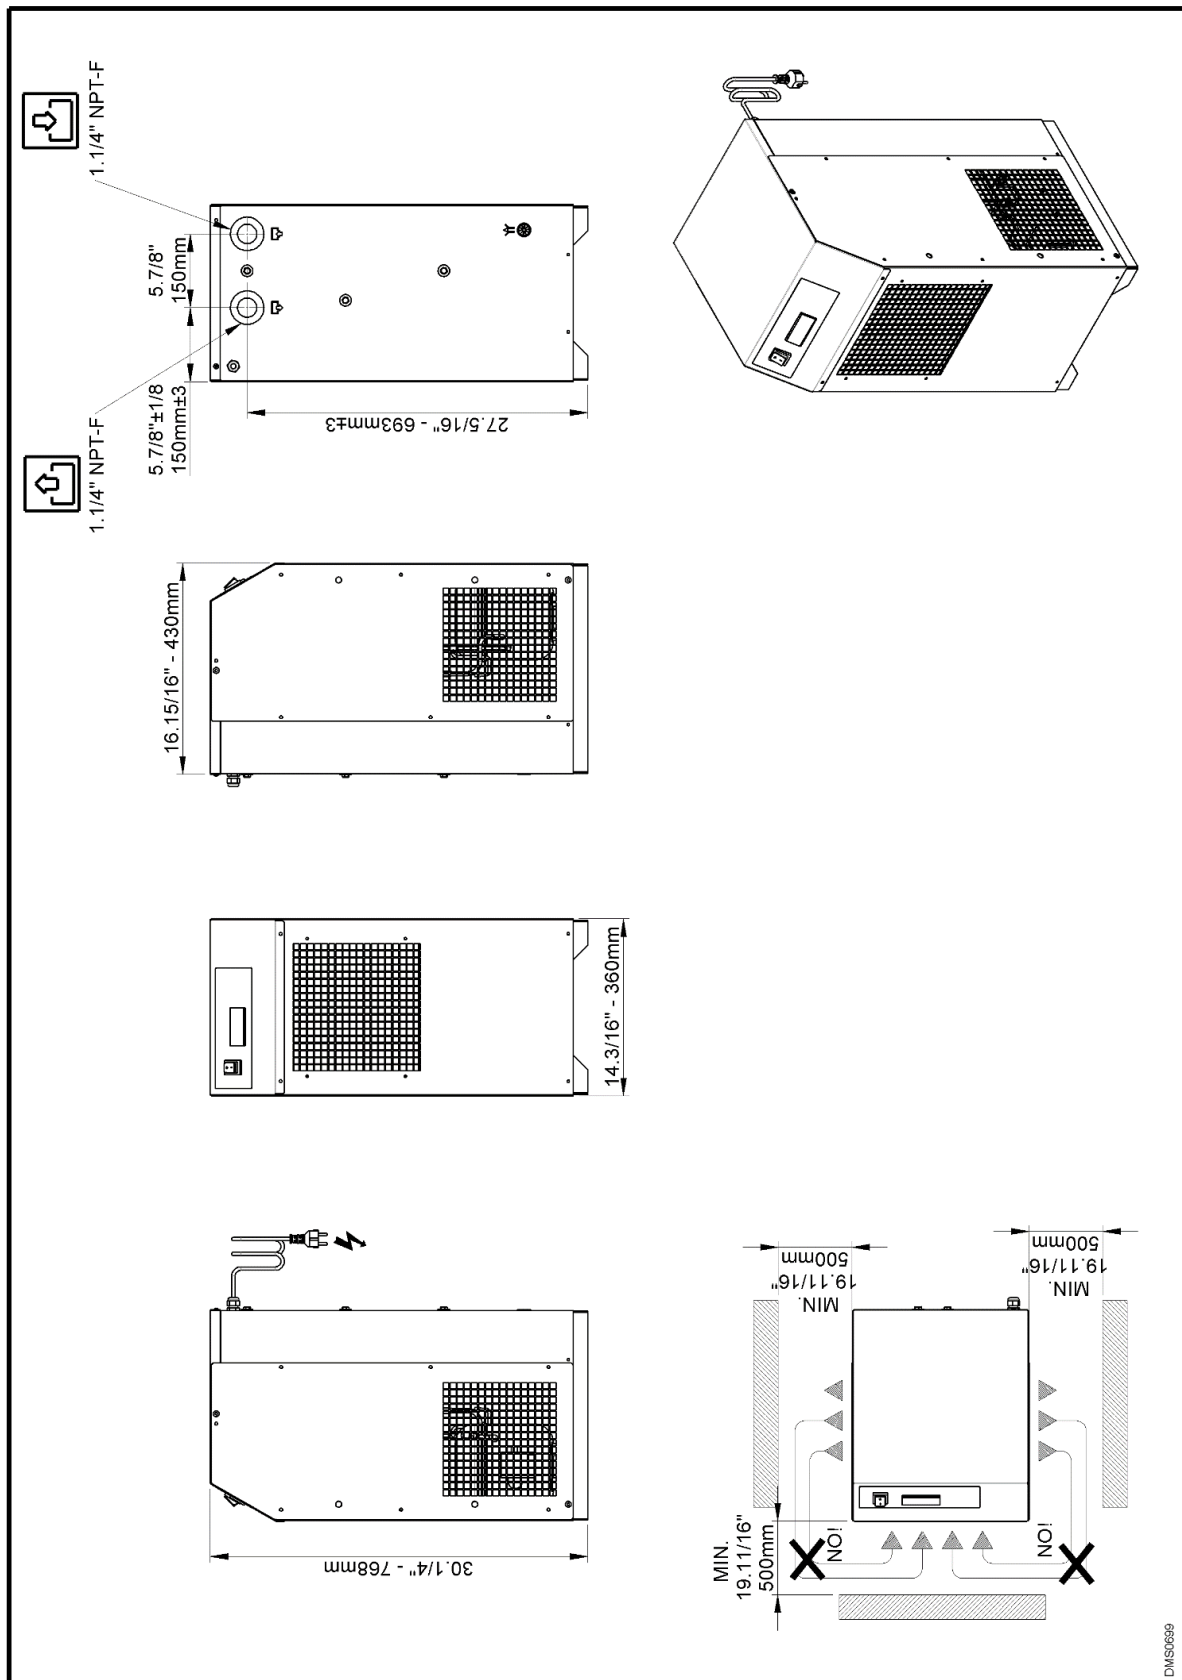 1.1/4" NPT-F
1.1/4" NPT-F
5.7/8"
150mm
5.7/8"±1/8
150mm±3
27.5/16" - 693mm±3
16.15/16" - 430mm
14.3/16" - 360mm
30.1/4" - 768mm
MIN.
19.11/16"
500mm
MIN.
19.11/16"
500mm
MIN.
19.11/16"
500mm
NO!
NO!
DMS0699